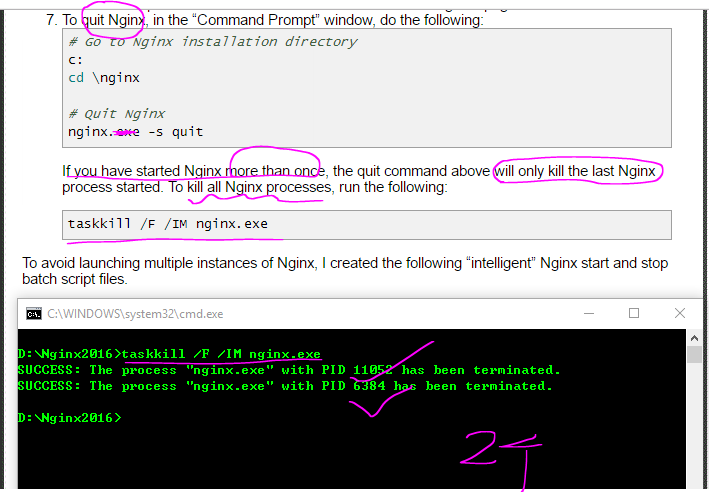 7. To quit Nginx, in the “Command Prompt” window, do the following:
# Go to Nginx installation directory
c:
cd \nginx
# Quit Nginx
nginx.exe -s quit
If you have started Nginx more than once, the quit command above will only kill the last Nginx
process started. To kill all Nginx processes, run the following:
taskkill /F /IM nginx.exe
To avoid launching multiple instances of Nginx, I created the following “intelligent” Nginx start and stop
batch script files.
C:\WINDOWS\system32\cmd.exe
D:\Nginx2016>taskkill /F /IM nginx.exe
SUCCESS: The process "nginx.exe" with PID 11052 has been terminated.
SUCCESS: The process "nginx.exe" with PID 6384 has been terminated.
D:\Nginx2016>